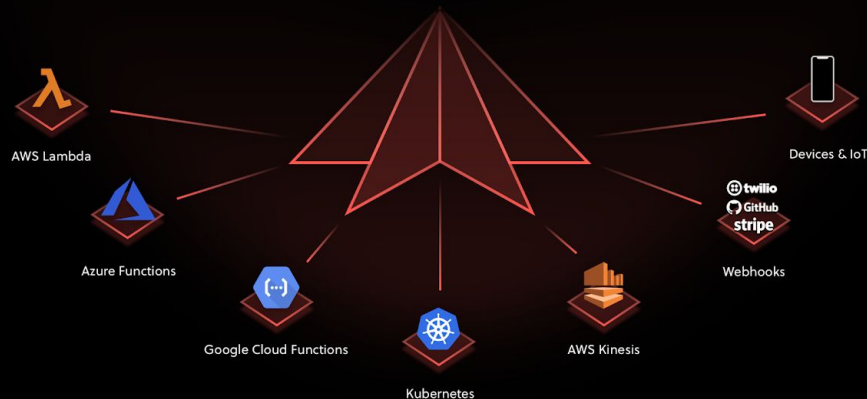 AWS Lambda
Azure Functions
Google Cloud Functions
Kubernetes
AWS Kinesis
twilio
GitHub
stripe
Webhooks
Devices & IoT